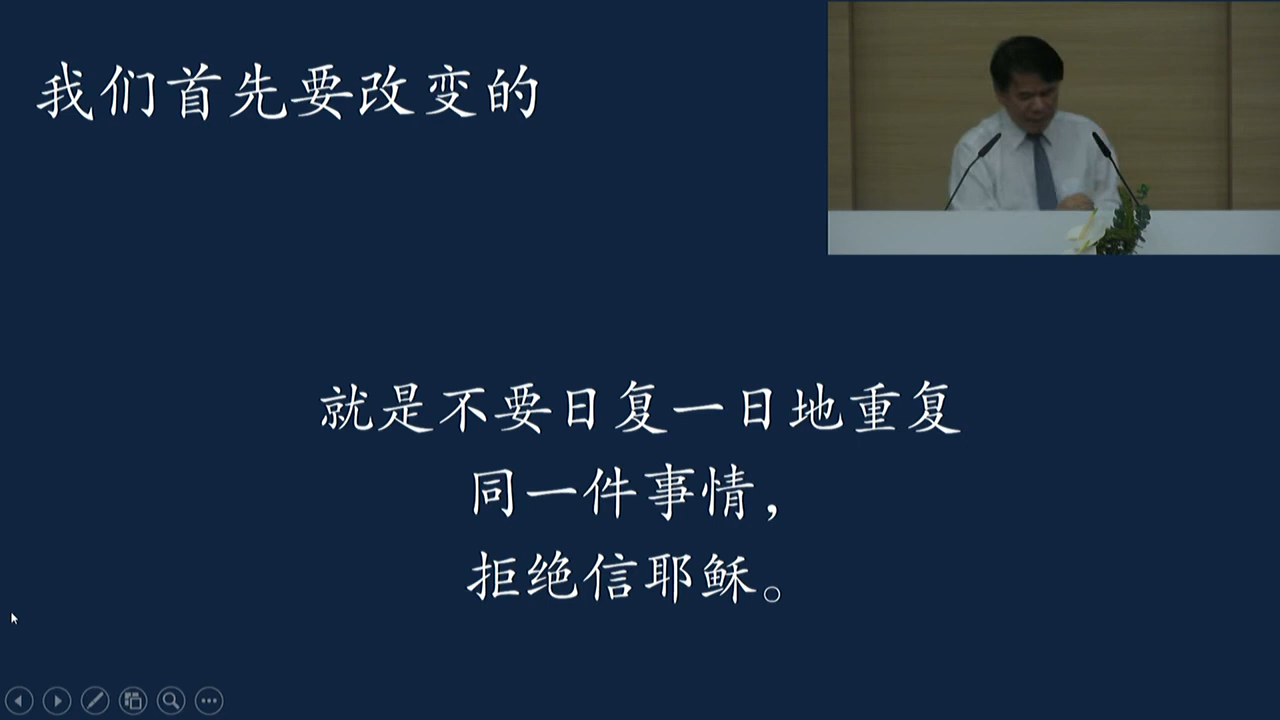 我们首先要改变的
就是不要日复一日地重复
同一件事情，
拒绝信耶稣。